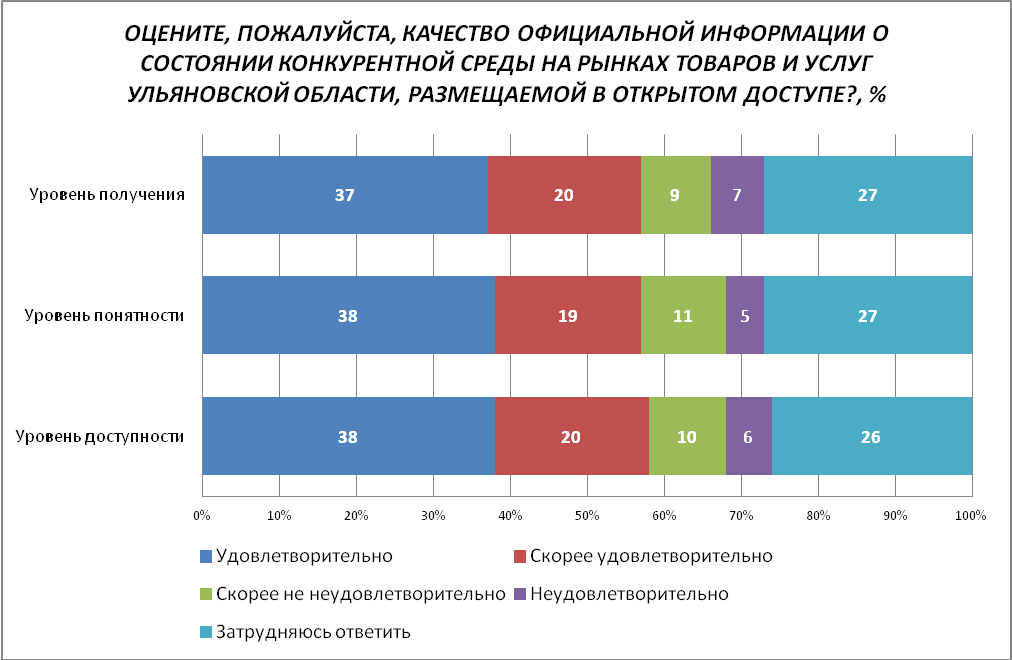 ОЦЕНИТЕ, ПОЖАЛУЙСТА, КАЧЕСТВО ОФИЦИАЛЬНОЙ ИНФОРМАЦИИ О
СОСТОЯНИИ КОНКУРЕНТНОЙ СРЕДЫ НА РЫНКАХ ТОВАРОВ И УСЛУГ
УЛЬЯНОВСКОЙ ОБЛАСТИ, РАЗМЕЩАЕМОЙ В ОТКРЫТОМ ДОСТУПЕ?, %
Уровень получения 37 20 9 7 27
Уровень понятности 38 19 11 5 27
Уровень доступности 38 20 10 6 26
0% 10% 20% 30% 40% 50% 60% 70% 80% 90% 100%
Удовлетворительно Скорее удовлетворительно
Скорее не неудовлетворительно Неудовлетворительно
Затрудняюсь ответить